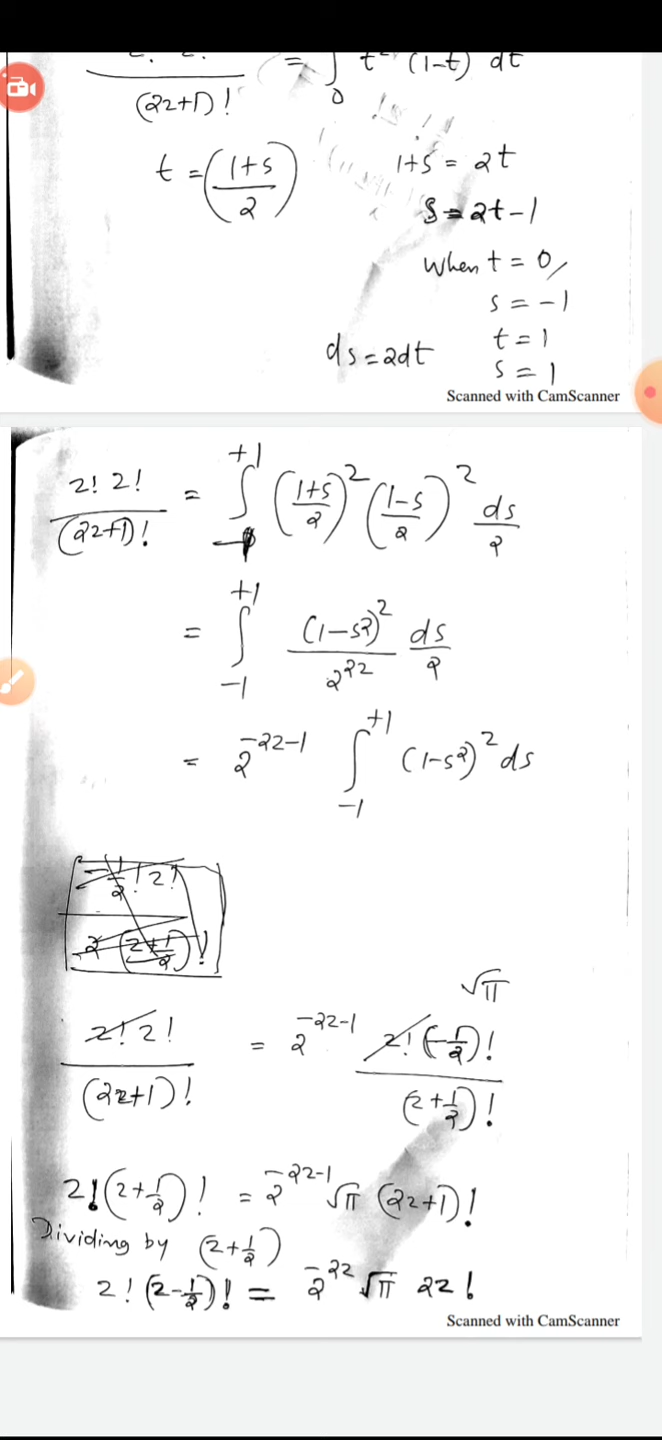 (2z+1)! = ∫₀ t^z (1-t) dt
t = ((1+s)/2) 1+s = 2t
s = 2t-1
When t = 0,
s = -1
t = 1
ds = 2dt s = 1
Scanned with CamScanner
z! z! / (2z+1)! = ∫₋₁⁺¹ ((1+s)/2)^z ((1-s)/2)^z ds/2
= ∫₋₁⁺¹ (1-s²)^z / 2^2z ds/2
= 2^-2z-1 ∫₋₁⁺¹ (1-s²)^z ds
z! z! / (2z+1)! = 2^-2z-1 z! (-1/2)! / (z+1/2)! √π
z! (z+1/2)! = 2^-2z-1 √π (2z+1)!
Dividing by (z+1/2)
z! (z-1/2)! = 2^-2z √π 2z!
Scanned with CamScanner